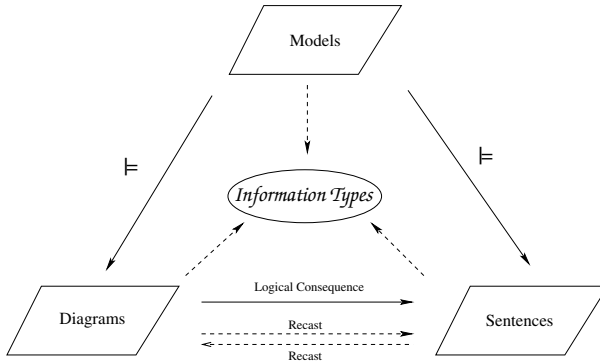 Models
⊨
⊨
Information Types
Logical Consequence
Diagrams
Recast
Sentences
Recast